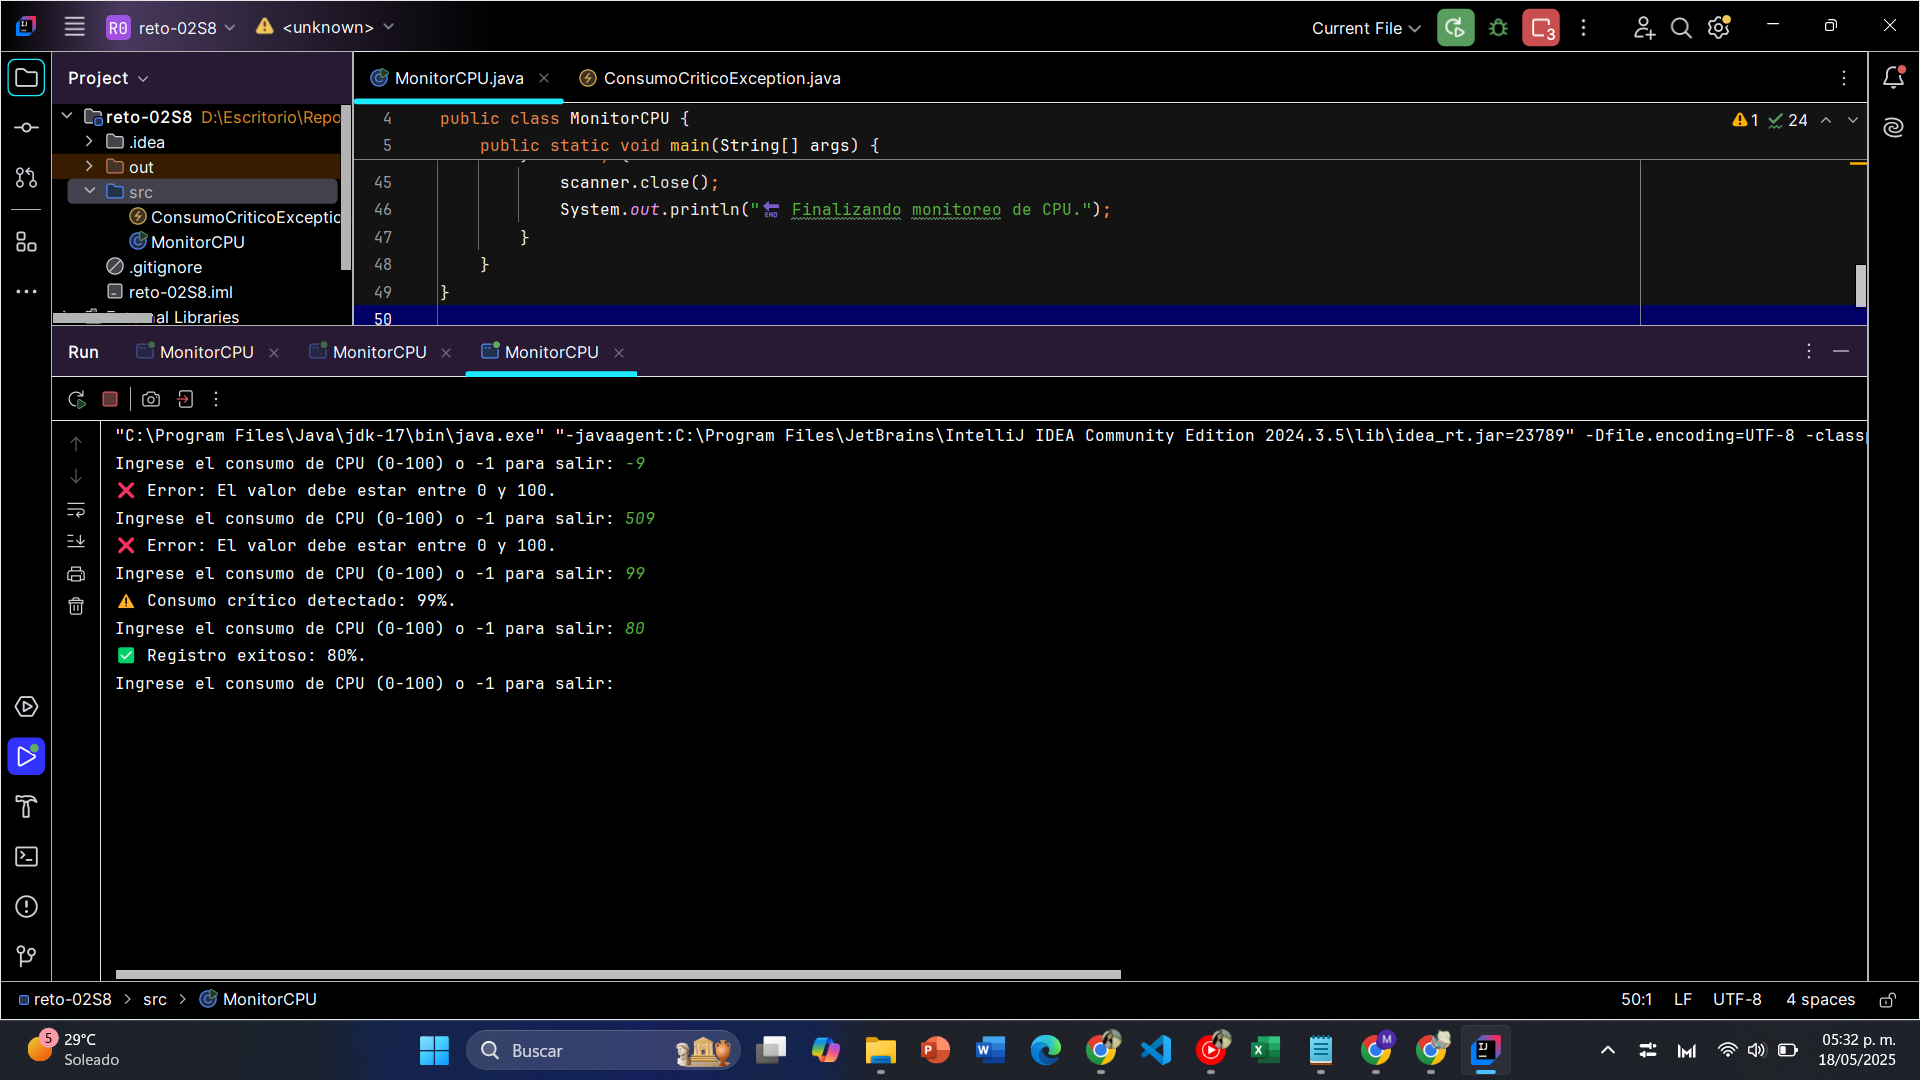 R0 reto-02S8 <unknown> Current File 3
Project
MonitorCPU.java ConsumoCriticoException.java
reto-02S8 D:\Escritorio\Repo
.idea
out
src
ConsumoCriticoExceptio
MonitorCPU
.gitignore
reto-02S8.iml
al Libraries
4 public class MonitorCPU {
1 24
5 public static void main(String[] args) {
45 scanner.close();
46 System.out.println("🔚 Finalizando monitoreo de CPU.");
47 }
48 }
49 }
50
Run MonitorCPU MonitorCPU MonitorCPU
"C:\Program Files\Java\jdk-17\bin\java.exe" "-javaagent:C:\Program Files\JetBrains\IntelliJ IDEA Community Edition 2024.3.5\lib\idea_rt.jar=23789" -Dfile.encoding=UTF-8 -classp
Ingrese el consumo de CPU (0-100) o -1 para salir: -9
❌ Error: El valor debe estar entre 0 y 100.
Ingrese el consumo de CPU (0-100) o -1 para salir: 509
❌ Error: El valor debe estar entre 0 y 100.
Ingrese el consumo de CPU (0-100) o -1 para salir: 99
⚠️ Consumo crítico detectado: 99%.
Ingrese el consumo de CPU (0-100) o -1 para salir: 80
✅ Registro exitoso: 80%.
Ingrese el consumo de CPU (0-100) o -1 para salir:
reto-02S8 > src > MonitorCPU
50:1 LF UTF-8 4 spaces
5 29°C
Soleado
Buscar
05:32 p. m.
18/05/2025